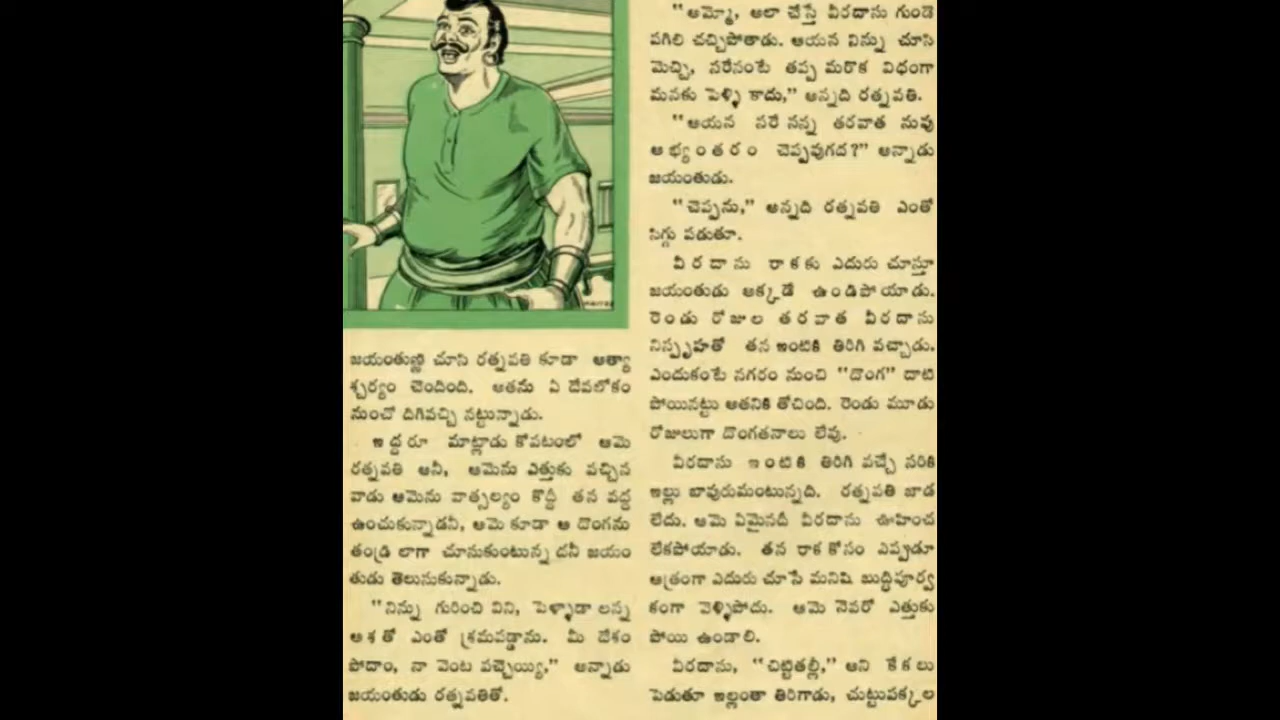 జయంతుణ్ణి చూసి రత్నవతి కూడా ఆత్యా
శ్చర్యం చెందింది. అతను ఏ దేవలోకం
నుంచో దిగివచ్చి నట్టున్నాడు.
ఇద్దరూ మాట్లాడు కోవటంలో ఆమె
రత్నవతి అనీ, ఆమెను ఎత్తుకు వచ్చిన
వాడు ఆమెను వాత్సల్యం కొద్దీ తన వద్ద
ఉంచుకున్నాడనీ, ఆమె కూడా ఆ దొంగను
తండ్రి లాగా చూసుకుంటున్న దనీ జయం
తుడు తెలుసుకున్నాడు.
"నిన్ను గురించి విని, పెళ్ళాడా లన్న
ఆశతో ఎంతో శ్రమపడ్డాను. మీ దేశం
పోదాం, నా వెంట వచ్చెయ్యి," అన్నాడు
జయంతుడు రత్నవతితో.
"అమ్మో, అలా చేస్తే వీరదాసు గుండె
పగిలి చచ్చిపోతాడు. ఆయన నిన్ను చూసి
మెచ్చి, సరేనంటే తప్ప మరొక విధంగా
మనకు పెళ్ళి కాదు," అన్నది రత్నవతి.
"ఆయన సరే నన్న తరవాత నువు
అభ్యంతరం చెప్పవుగద?" అన్నాడు
జయంతుడు.
"చెప్పను," అన్నది రత్నవతి ఎంతో
సిగ్గు పడుతూ.
వీరదాసు రాకకు ఎదురు చూస్తూ
జయంతుడు అక్కడే ఉండిపోయాడు.
రెండు రోజుల తరవాత వీరదాసు
నిస్పృహతో తన ఇంటికి తిరిగి వచ్చాడు.
ఎందుకంటే నగరం నుంచి "దొంగ" దాటి
పోయినట్టు అతనికి తోచింది. రెండు మూడు
రోజులుగా దొంగతనాలు లేవు.
వీరదాసు ఇంటికి తిరిగి వచ్చే సరికి
ఇల్లు బావురుమంటున్నది. రత్నవతి జాడ
లేదు. ఆమె ఏమైనదీ వీరదాసు ఊహించ
లేకపోయాడు. తన రాక కోసం ఎప్పుడూ
ఆత్రంగా ఎదురు చూసే మనిషి బుద్ధిపూర్వ
కంగా వెళ్ళిపోదు. ఆమె నెవరో ఎత్తుకు
పోయి ఉండాలి.
వీరదాసు, "చిట్టితల్లీ," అని కేకలు
పెడుతూ ఇల్లంతా తిరిగాడు, చుట్టుపక్కల